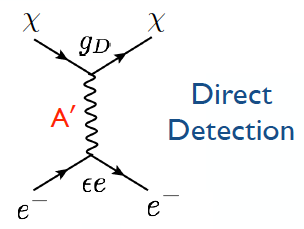 χ χ
g_D
Direct
A′
Detection
ϵe
e⁻ e⁻